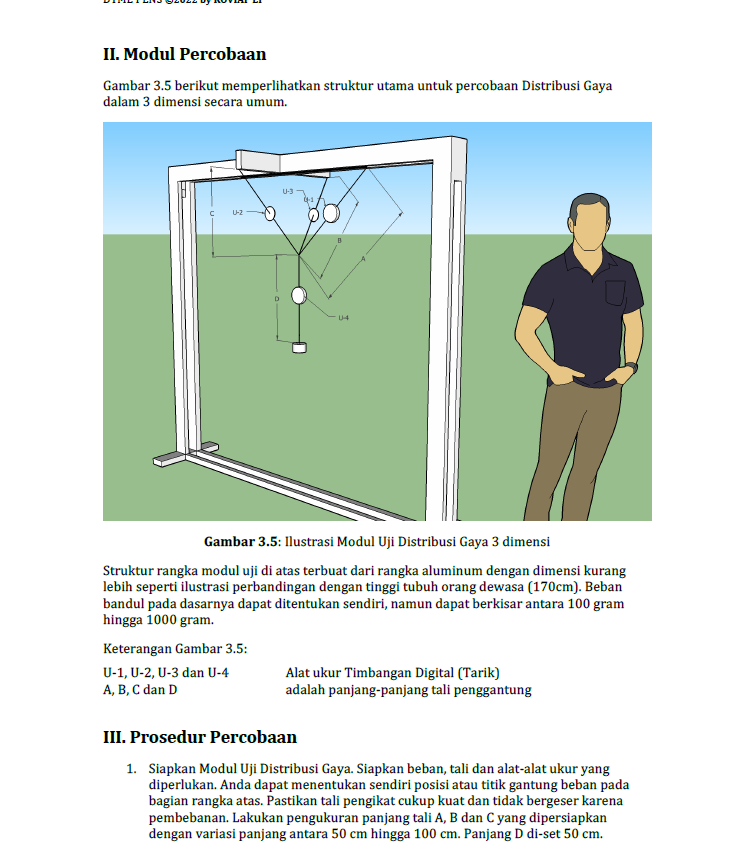 II. Modul Percobaan
Gambar 3.5 berikut memperlihatkan struktur utama untuk percobaan Distribusi Gaya
dalam 3 dimensi secara umum.
U-3
U-1
C
U-2
B
A
D
U-4
Gambar 3.5: Ilustrasi Modul Uji Distribusi Gaya 3 dimensi
Struktur rangka modul uji di atas terbuat dari rangka aluminum dengan dimensi kurang
lebih seperti ilustrasi perbandingan dengan tinggi tubuh orang dewasa (170cm). Beban
bandul pada dasarnya dapat ditentukan sendiri, namun dapat berkisar antara 100 gram
hingga 1000 gram.
Keterangan Gambar 3.5:
U-1, U-2, U-3 dan U-4 Alat ukur Timbangan Digital (Tarik)
A, B, C dan D adalah panjang-panjang tali penggantung
III. Prosedur Percobaan
1. Siapkan Modul Uji Distribusi Gaya. Siapkan beban, tali dan alat-alat ukur yang
diperlukan. Anda dapat menentukan sendiri posisi atau titik gantung beban pada
bagian rangka atas. Pastikan tali pengikat cukup kuat dan tidak bergeser karena
pembebanan. Lakukan pengukuran panjang tali A, B dan C yang dipersiapkan
dengan variasi panjang antara 50 cm hingga 100 cm. Panjang D di-set 50 cm.